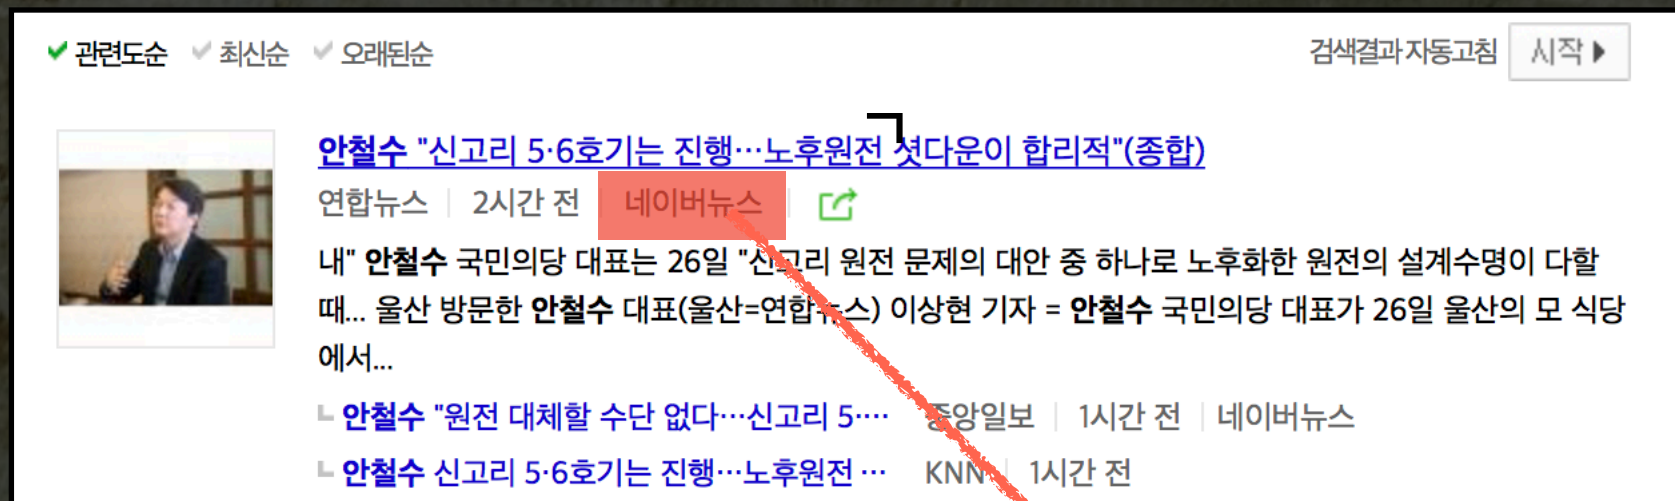 관련도순 최신순 오래된순 검색결과 자동고침 시작
안철수 "신고리 5·6호기는 진행…노후원전 셧다운이 합리적"(종합)
연합뉴스 2시간 전 네이버뉴스
내" 안철수 국민의당 대표는 26일 "신고리 원전 문제의 대안 중 하나로 노후화한 원전의 설계수명이 다할
때... 울산 방문한 안철수 대표(울산=연합뉴스) 이상현 기자 = 안철수 국민의당 대표가 26일 울산의 모 식당
에서...
안철수 "원전 대체할 수단 없다…신고리 5·… 중앙일보 1시간 전 네이버뉴스
안철수 신고리 5·6호기는 진행…노후원전 … KNN 1시간 전